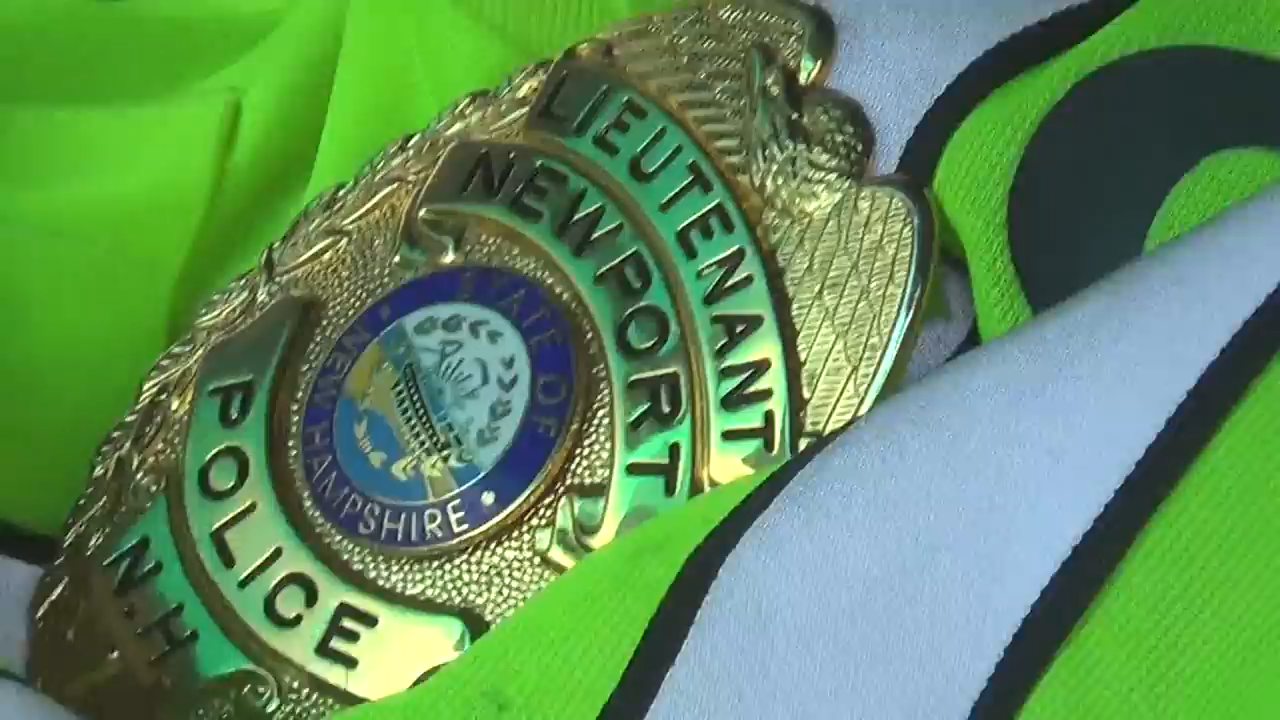 LIEUTENANT
NEWPORT
STATE OF
NEW HAMPSHIRE
POLICE
N.H